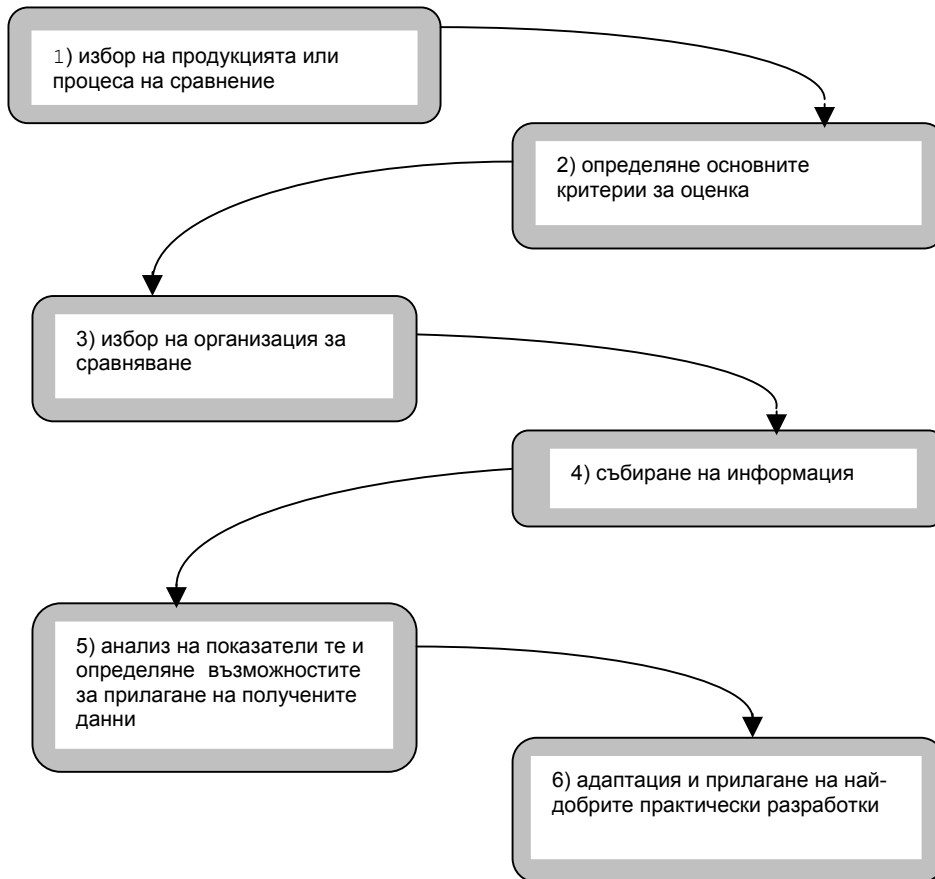 1) избор на продукцията или
процеса на сравнение
2) определяне основните
критерии за оценка
3) избор на организация за
сравняване
4) събиране на информация
5) анализ на показатели те и
определяне възможностите
за прилагане на получените
данни
6) адаптация и прилагане на най-
добрите практически разработки